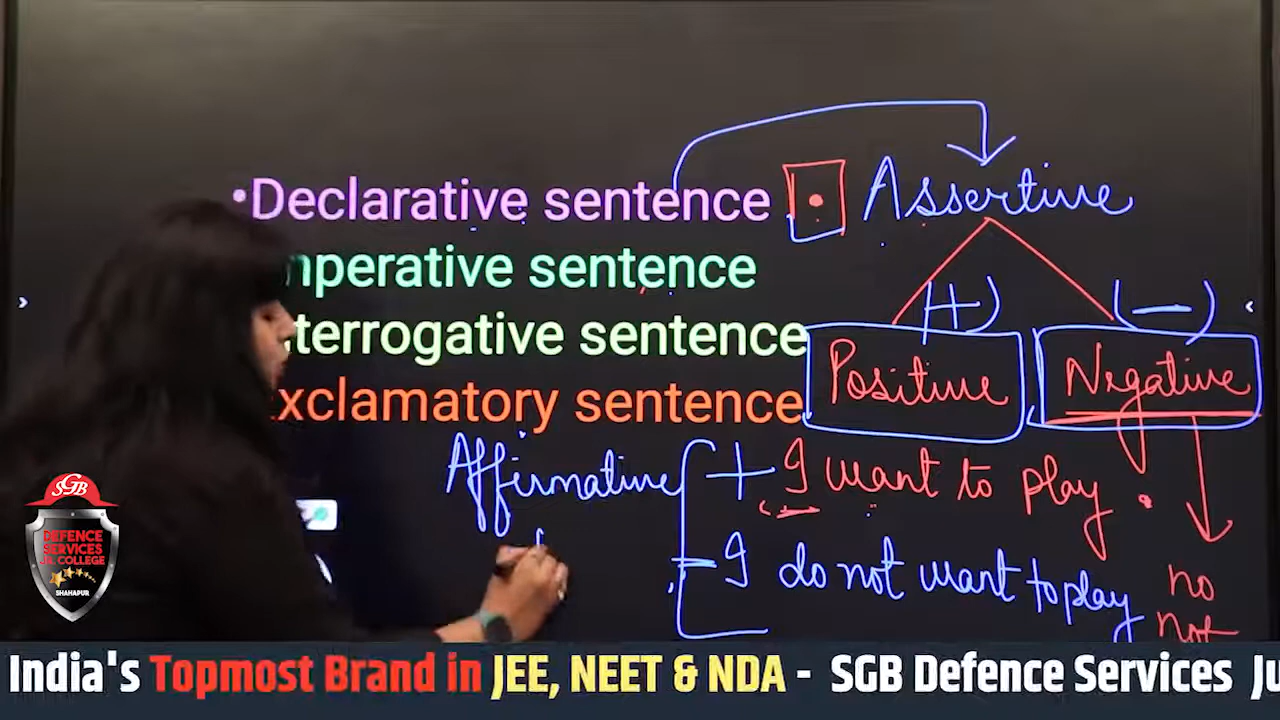 •Declarative sentence . Assertive
mperative sentence
(+) (-)
terrogative sentence
Positive Negative
xclamatory sentence
Affirmative + I want to play.
- I do not want to play
no
not
SGB
DEFENCE
SERVICES
JR. COLLEGE
SHAHAPUR
India's Topmost Brand in JEE, NEET & NDA - SGB Defence Services Ju